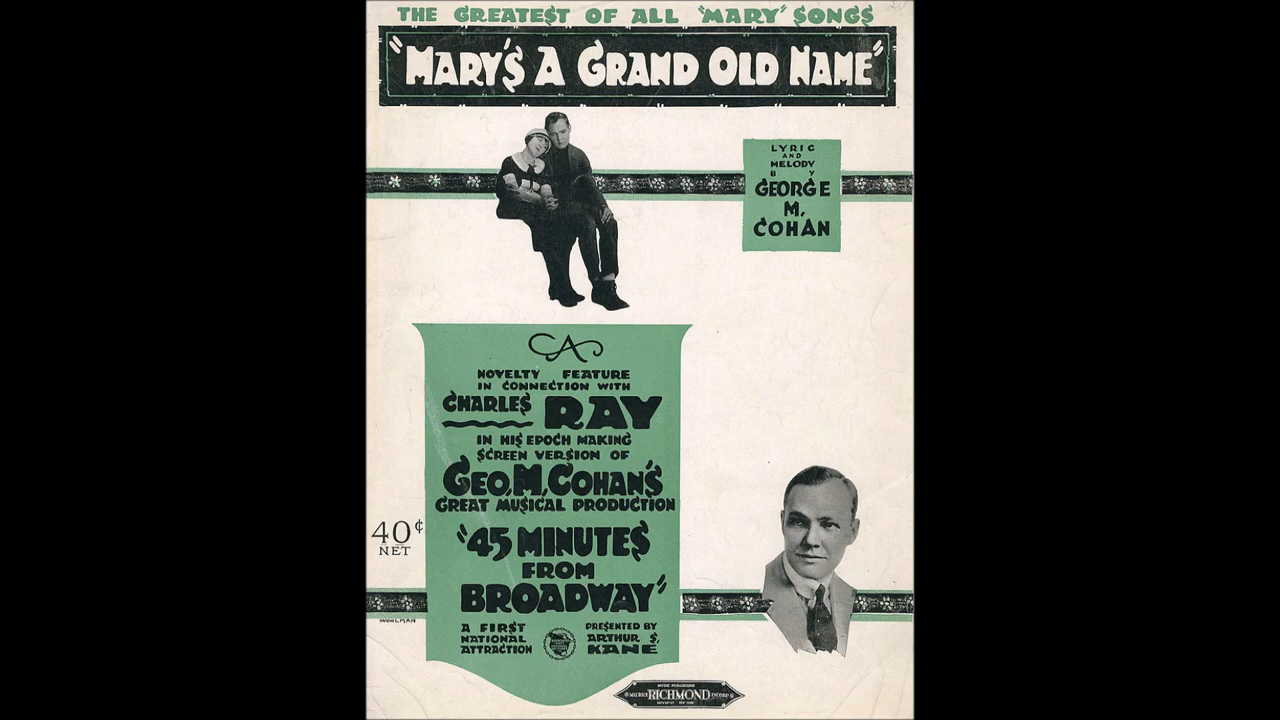 THE GREATEST OF ALL "MARY" SONGS
"MARY'S A GRAND OLD NAME"
LYRIC
AND
MELODY
BY
GEORGE
M.
COHAN
A
NOVELTY FEATURE
IN CONNECTION WITH
CHARLES RAY
IN HIS EPOCH MAKING
SCREEN VERSION OF
GEO. M. COHAN'S
GREAT MUSICAL PRODUCTION
"45 MINUTES
FROM
BROADWAY"
40¢
NET
WOHLMAN
A FIRST
NATIONAL
ATTRACTION
PRESENTED BY
ARTHUR S.
KANE
MAURICE RICHMOND